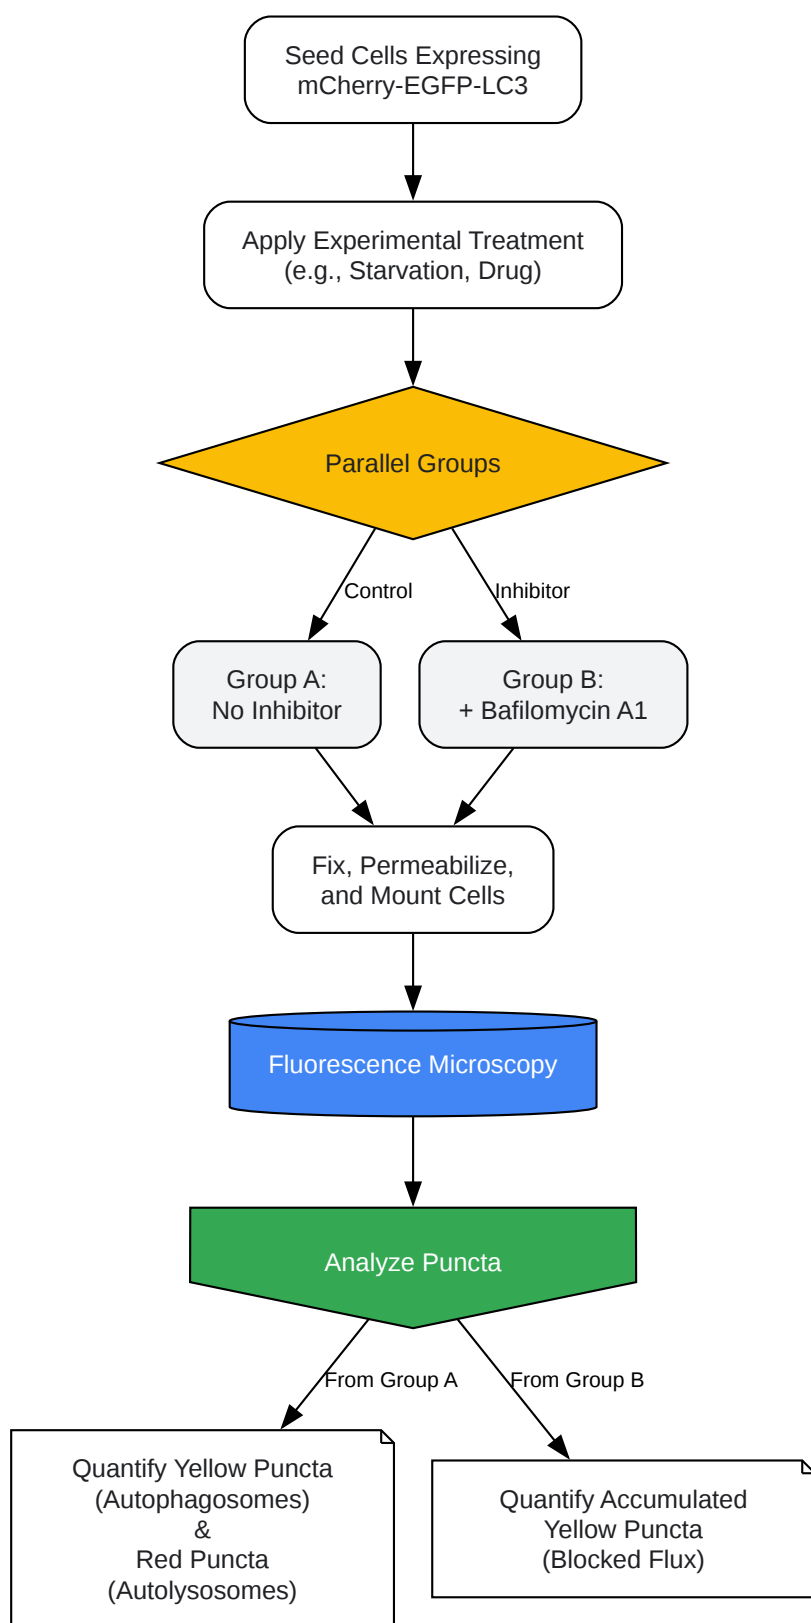 Seed Cells Expressing
mCherry-EGFP-LC3
Apply Experimental Treatment
(e.g., Starvation, Drug)
Parallel Groups
Control
Inhibitor
Group A:
No Inhibitor
Group B:
+ Bafilomycin A1
Fix, Permeabilize,
and Mount Cells
Fluorescence Microscopy
Analyze Puncta
From Group A
From Group B
Quantify Yellow Puncta
(Autophagosomes)
&
Red Puncta
(Autolysosomes)
Quantify Accumulated
Yellow Puncta
(Blocked Flux)